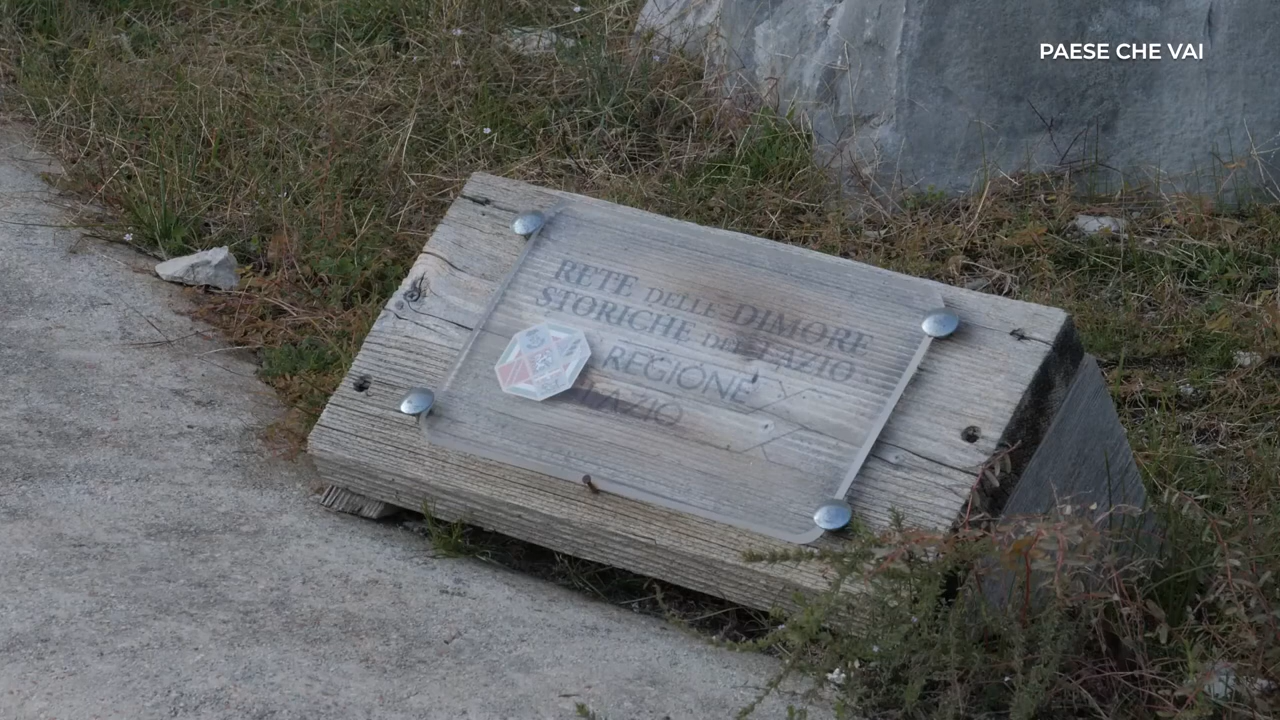 PAESE CHE VAI
RETE DELLE DIMORE
STORICHE DEL LAZIO
REGIONE
LAZIO